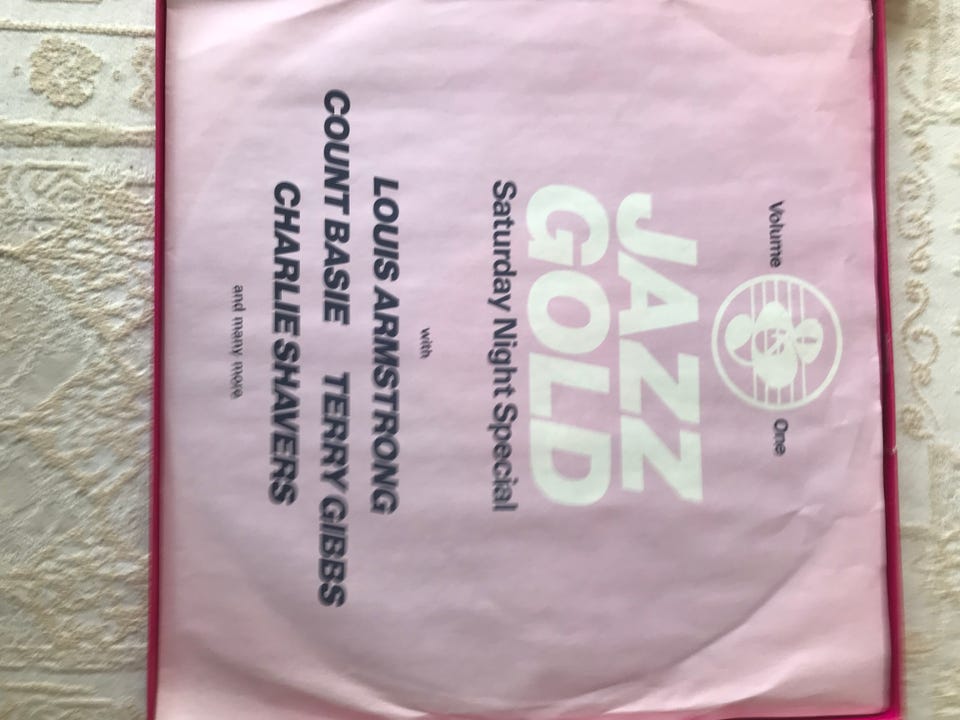 Volume One
JAZZ
GOLD
Saturday Night Special
with
LOUIS ARMSTRONG
COUNT BASIE TERRY GIBBS
CHARLIE SHAVERS
and many more